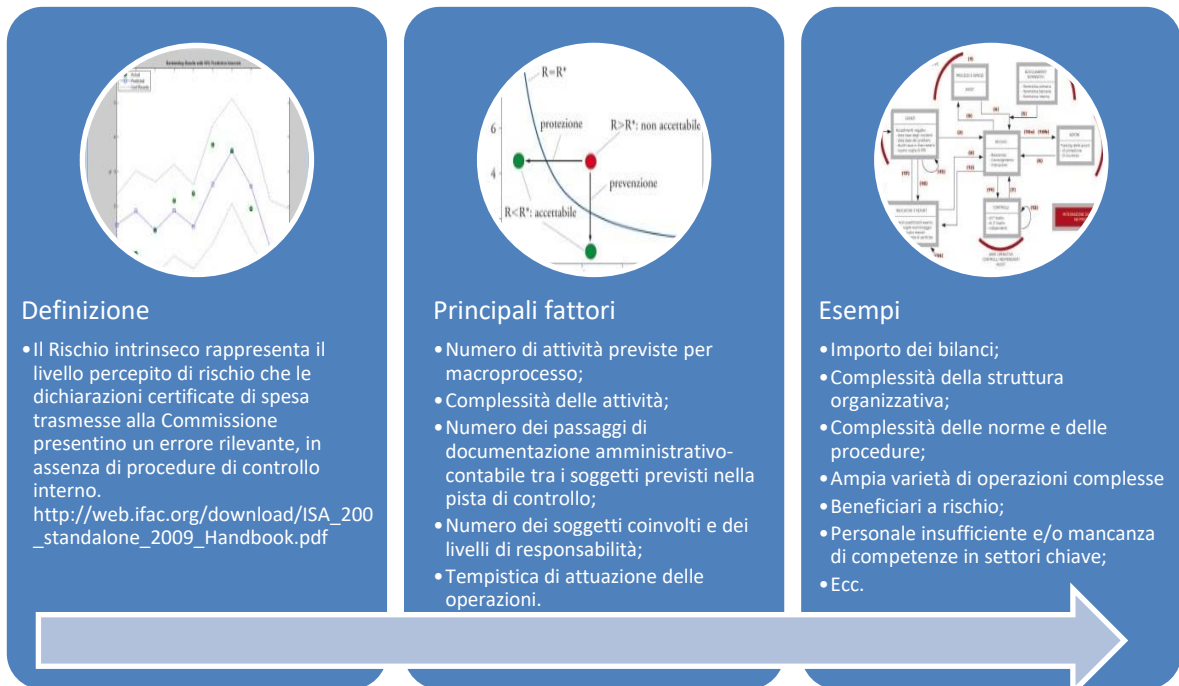 R=R*
6
protezione
R>R*: non accettabile
4
prevenzione
R<R*: accettabile
Definizione
•Il Rischio intrinseco rappresenta il
livello percepito di rischio che le
dichiarazioni certificate di spesa
trasmesse alla Commissione
presentino un errore rilevante, in
assenza di procedure di controllo
interno.
http://web.ifac.org/download/ISA_200
_standalone_2009_Handbook.pdf
Principali fattori
•Numero di attività previste per
macroprocesso;
•Complessità delle attività;
•Numero dei passaggi di
documentazione amministrativo-
contabile tra i soggetti previsti nella
pista di controllo;
•Numero dei soggetti coinvolti e dei
livelli di responsabilità;
•Tempistica di attuazione delle
operazioni.
Esempi
•Importo dei bilanci;
•Complessità della struttura
organizzativa;
•Complessità delle norme e delle
procedure;
•Ampia varietà di operazioni complesse
•Beneficiari a rischio;
•Personale insufficiente e/o mancanza
di competenze in settori chiave;
•Ecc.